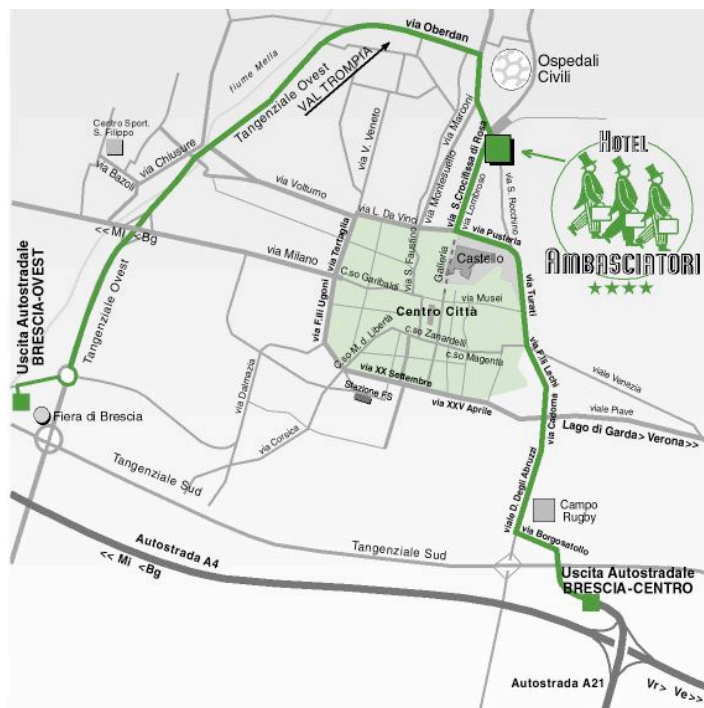 via Oberdan
fiume Mella
Tangenziale Ovest
VAL TROMPIA
Ospedali
Civili
Centro Sport.
S. Filippo
via Bazoli
via Chiusure
via V. Veneto
via Marconi
via Montesuello
via S.Crocifissa di Rosa
via Lombroso
via S. Rocchino
HOTEL
AMBASCIATORI
★★★★
via Volturno
via L. Da Vinci
via Pusterla
<< Mi <Bg
via Milano
via Tartaglia
via S. Faustino
Galleria
Castello
via Turati
C.so Garibaldi
via Musei
Centro Città
Uscita Autostradale
BRESCIA-OVEST
Tangenziale Ovest
via F.lli Ugoni
C.so M. d. Libertà
c.so Zanardelli
c.so Magenta
via F.lli Lechi
viale Venezia
via XX Settembre
Stazione FS
via XXV Aprile
via Cadorna
viale Piave
Lago di Garda> Verona>>
via Dalmazia
via Corsica
Fiera di Brescia
Tangenziale Sud
viale D. Degli Abruzzi
Campo
Rugby
via Borgosatollo
Autostrada A4
<< Mi <Bg
Tangenziale Sud
Uscita Autostradale
BRESCIA-CENTRO
Autostrada A21
Vr> Ve>>